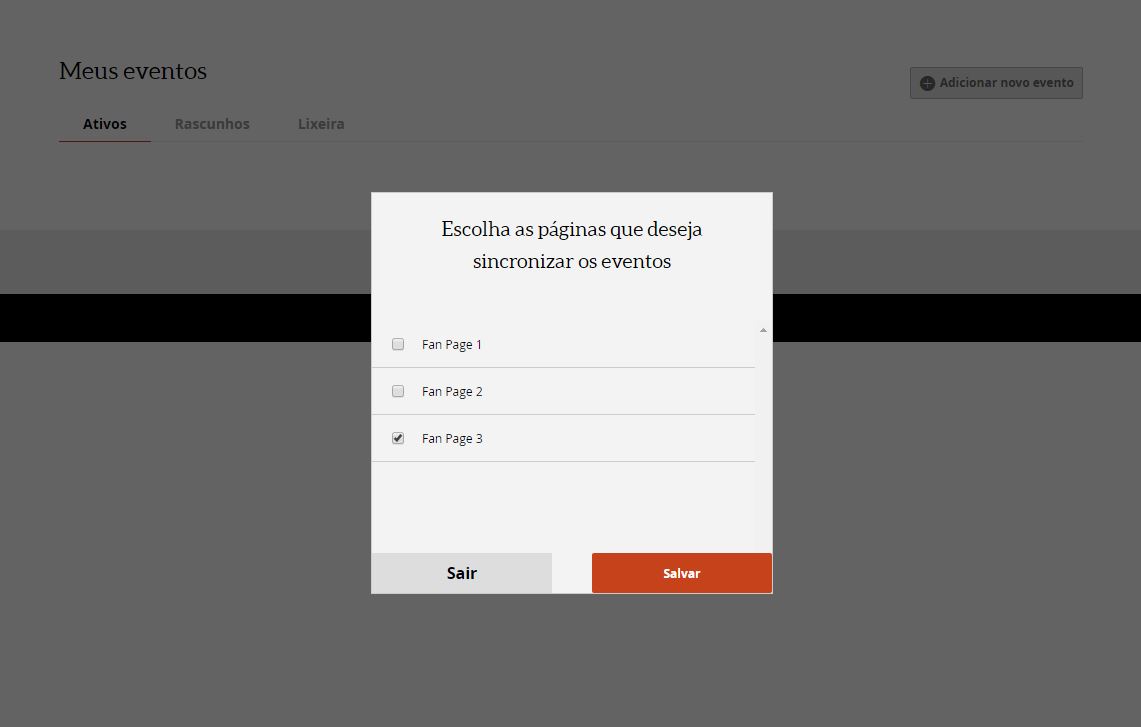 Meus eventos
Adicionar novo evento
Ativos Rascunhos Lixeira
Escolha as páginas que deseja
sincronizar os eventos
Fan Page 1
Fan Page 2
Fan Page 3
Sair Salvar